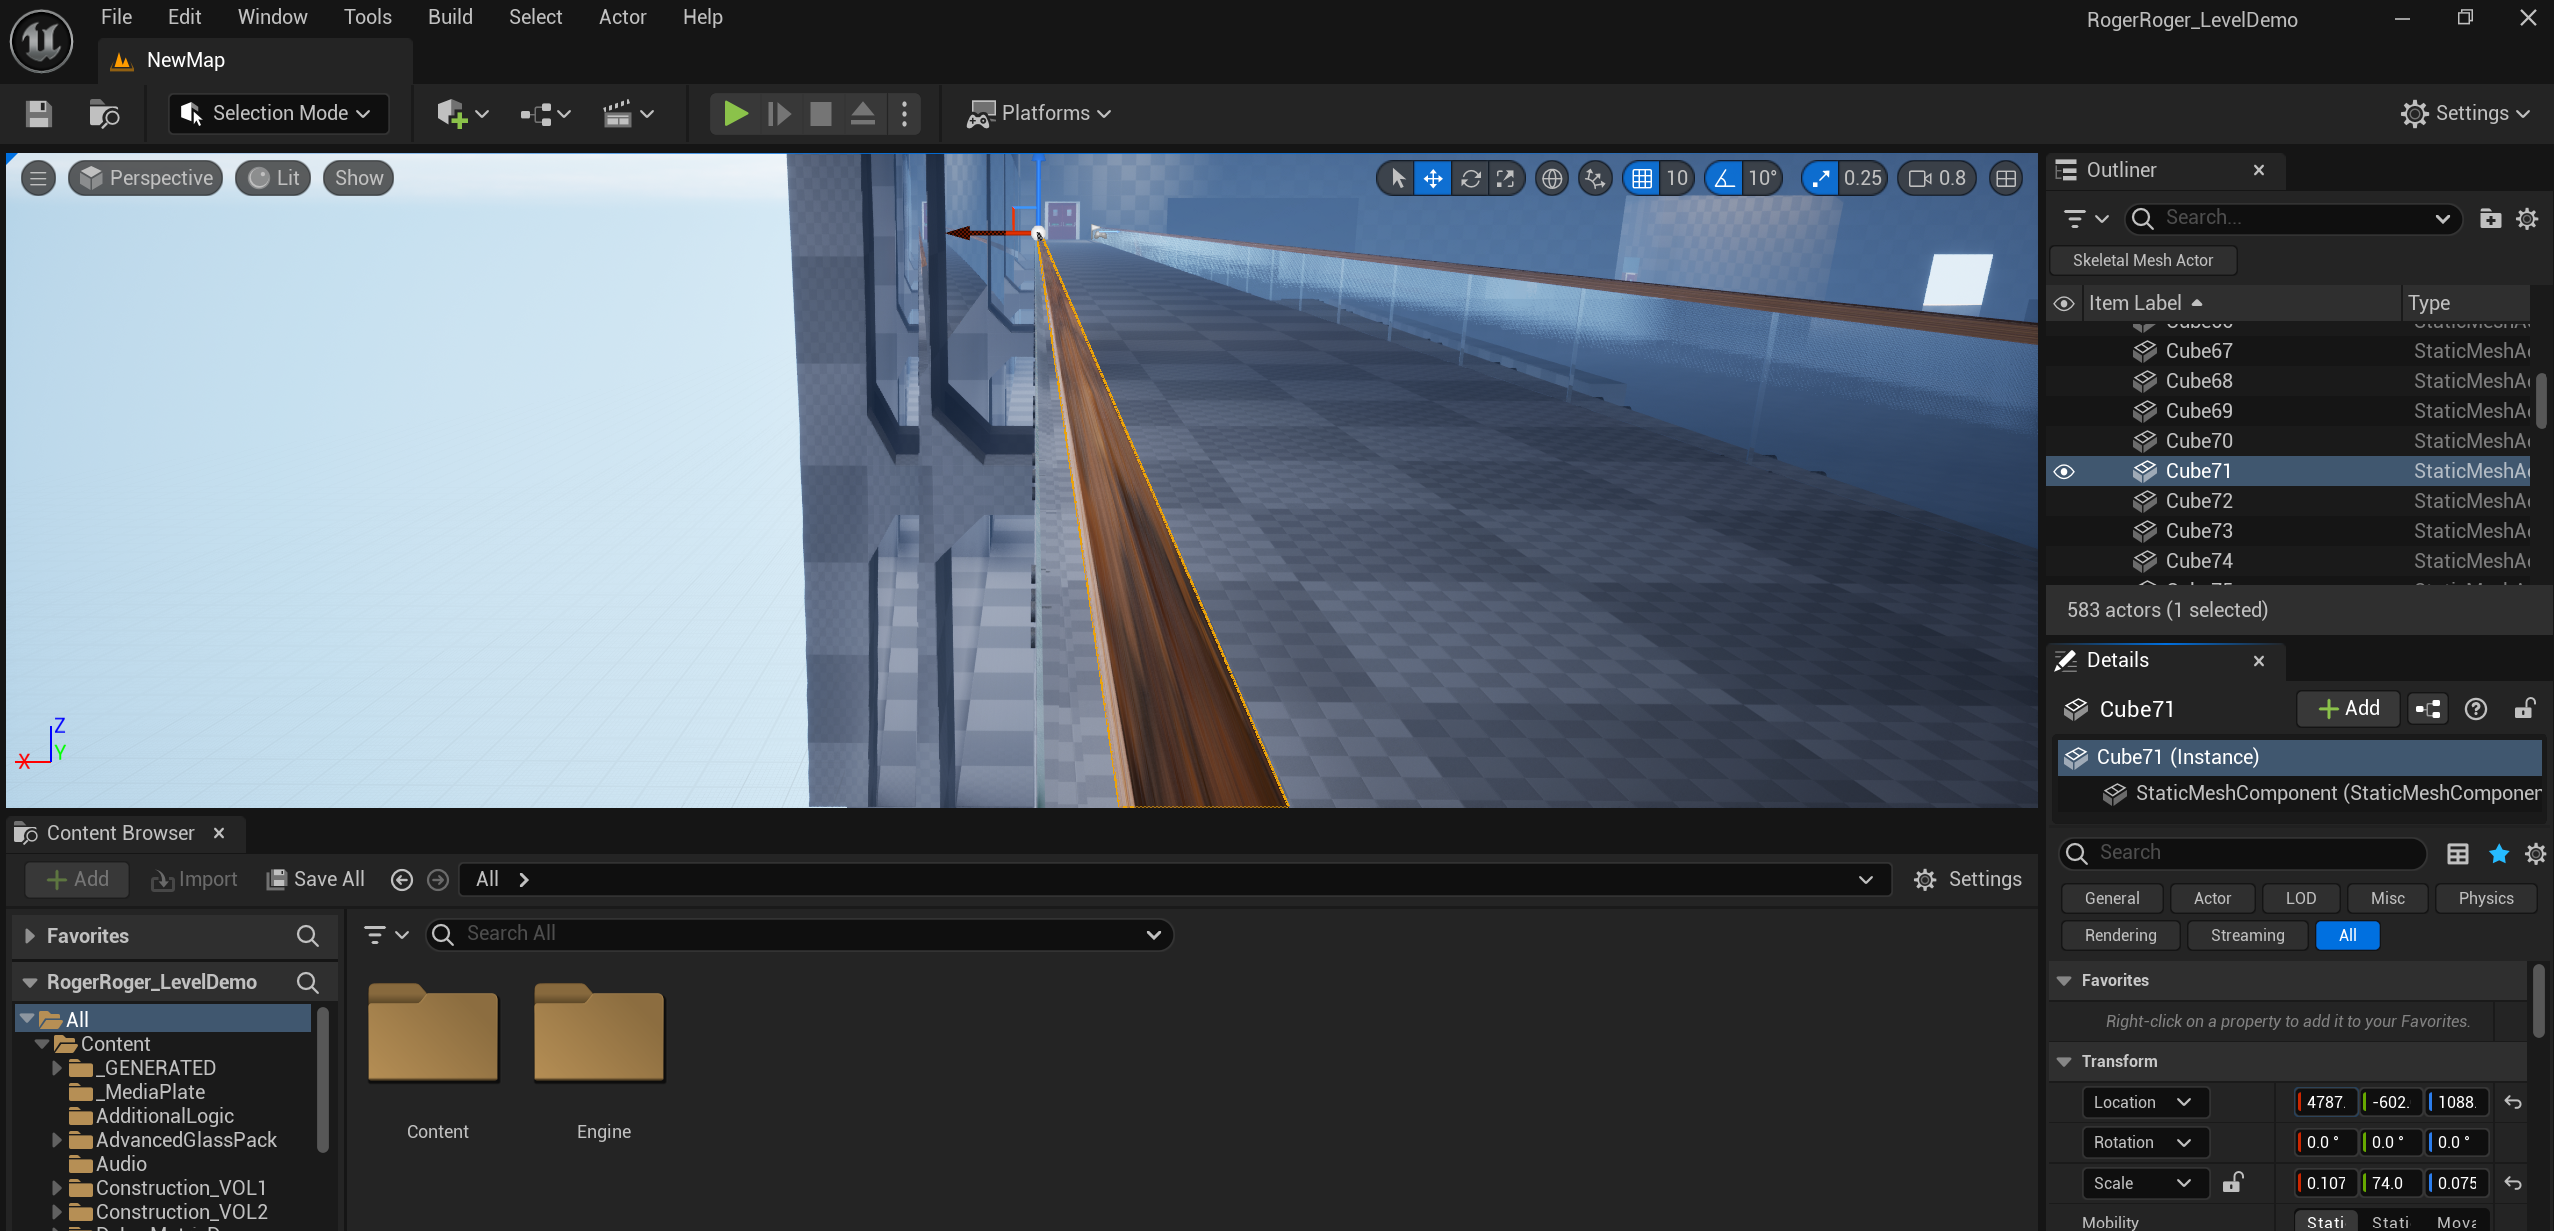 File Edit Window Tools Build Select Actor Help
RogerRoger_LevelDemo
NewMap
Selection Mode
Platforms
Settings
Perspective Lit Show
10 10° 0.25 0.8
Z
Y
X
Outliner
Search...
Skeletal Mesh Actor
Item Label Type
Cube67 StaticMeshA
Cube68 StaticMeshA
Cube69 StaticMeshA
Cube70 StaticMeshA
Cube71 StaticMeshA
Cube72 StaticMeshA
Cube73 StaticMeshA
Cube74 StaticMeshA
583 actors (1 selected)
Details
Cube71
Add
Cube71 (Instance)
StaticMeshComponent (StaticMeshComponen
Search
General Actor LOD Misc Physics
Rendering Streaming All
Favorites
Right-click on a property to add it to your Favorites.
Transform
Location 4787. -602. 1088.
Rotation 0.0 ° 0.0 ° 0.0 °
Scale 0.107 74.0 0.075
Mobility Stati Stati Mova
Content Browser
Add Import Save All All Settings
Favorites
Search All
RogerRoger_LevelDemo
All
Content
_GENERATED
_MediaPlate
AdditionalLogic
AdvancedGlassPack
Audio
Construction_VOL1
Construction_VOL2
Content Engine